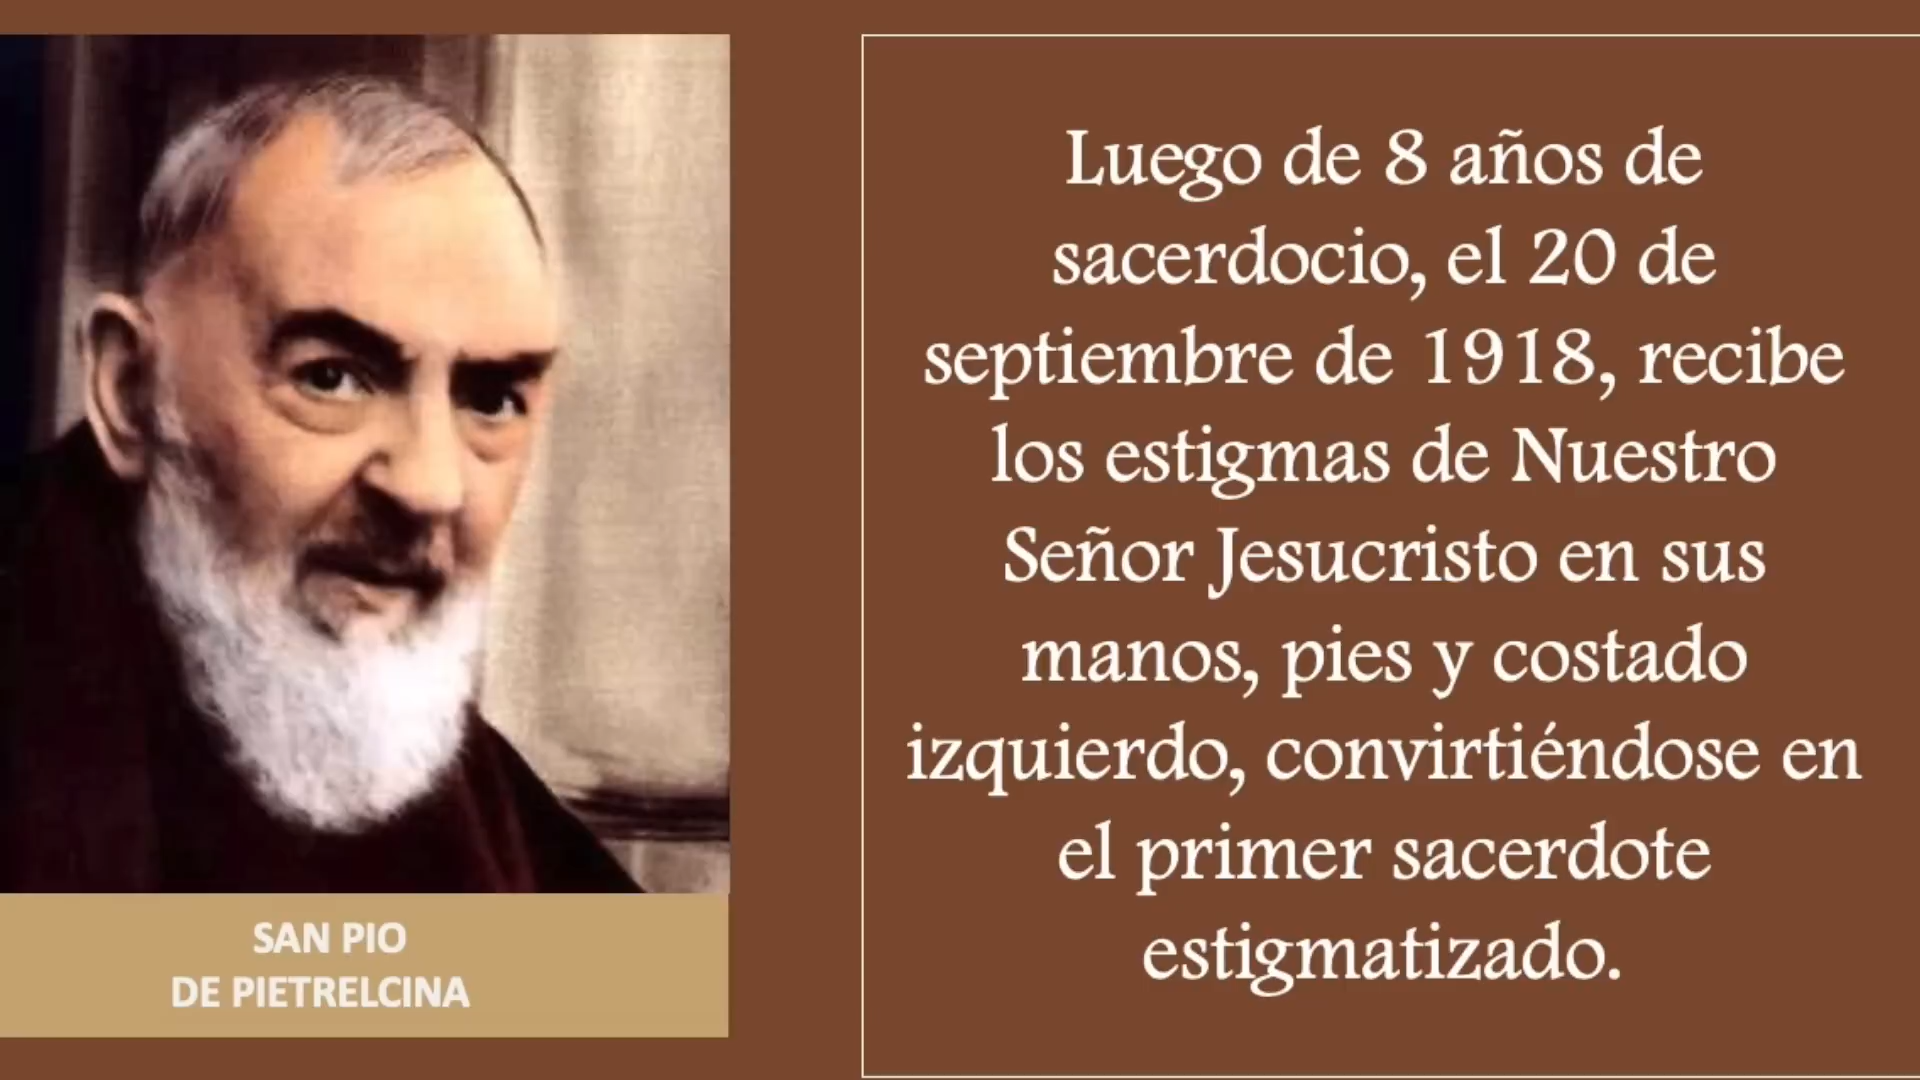 SAN PIO
DE PIETRELCINA
Luego de 8 años de
sacerdocio, el 20 de
septiembre de 1918, recibe
los estigmas de Nuestro
Señor Jesucristo en sus
manos, pies y costado
izquierdo, convirtiéndose en
el primer sacerdote
estigmatizado.